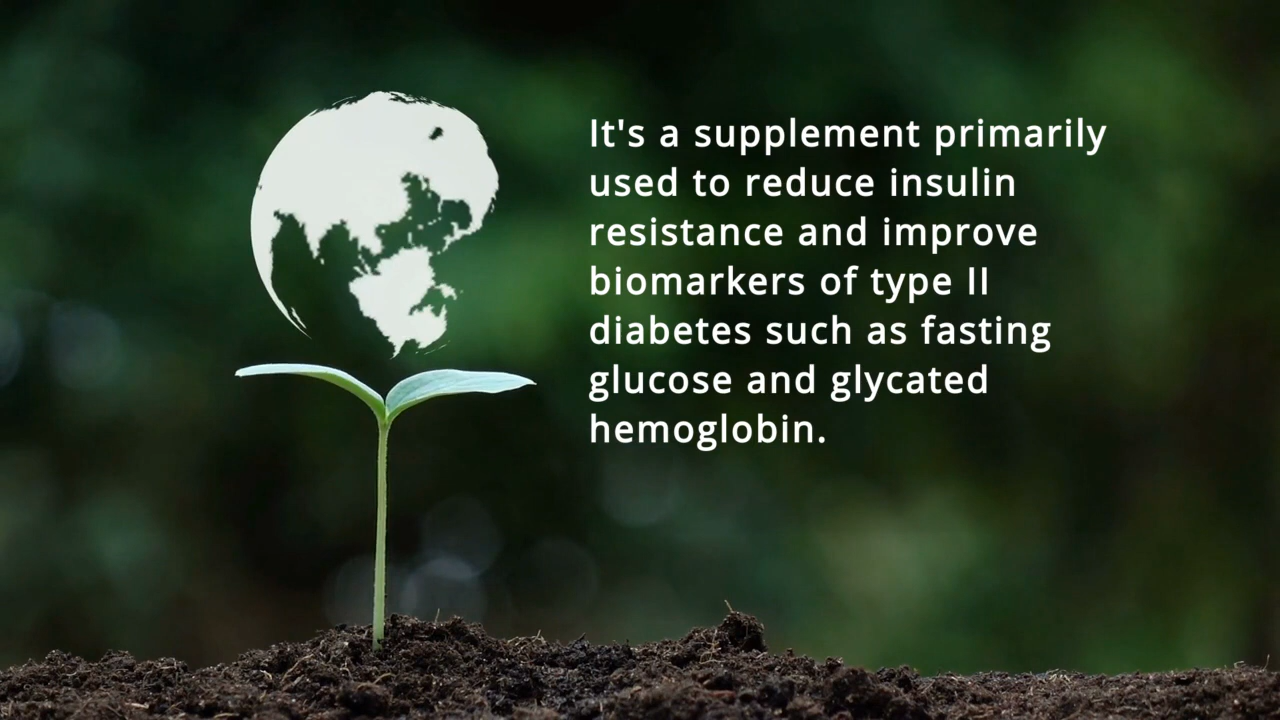 It's a supplement primarily
used to reduce insulin
resistance and improve
biomarkers of type II
diabetes such as fasting
glucose and glycated
hemoglobin.